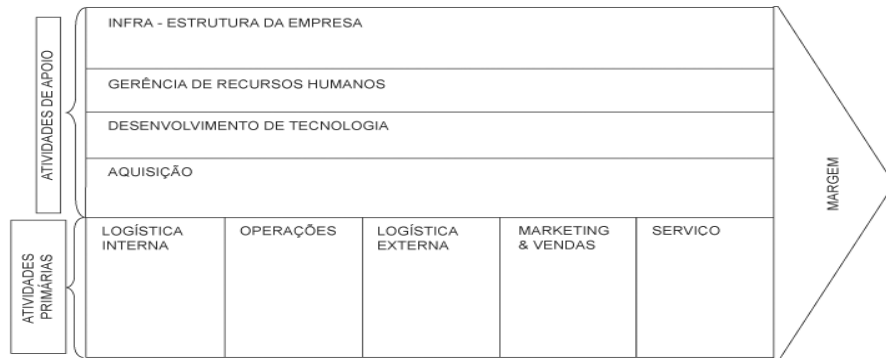 ATIVIDADES DE APOIO
INFRA - ESTRUTURA DA EMPRESA
GERÊNCIA DE RECURSOS HUMANOS
DESENVOLVIMENTO DE TECNOLOGIA
AQUISIÇÃO
ATIVIDADES
PRIMÁRIAS
LOGÍSTICA
INTERNA
OPERAÇÕES
LOGÍSTICA
EXTERNA
MARKETING
& VENDAS
SERVIÇO
MARGEM